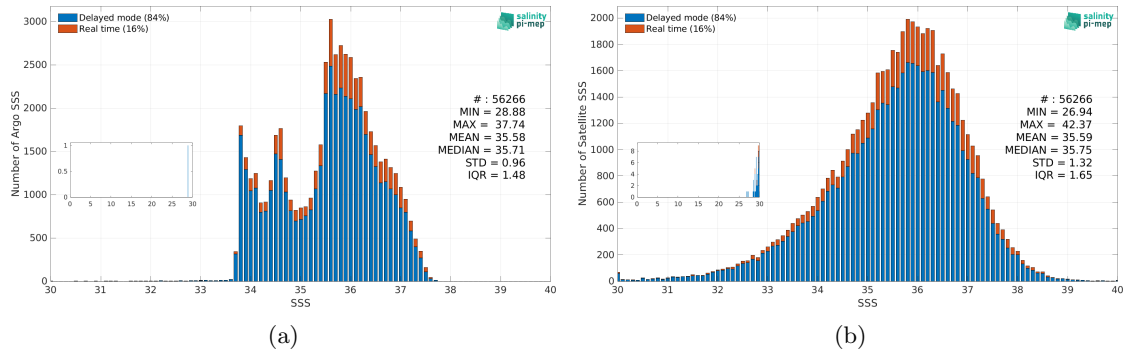 Delayed mode (84%)
Real time (16%)
salinity
pi-mep
Number of Argo SSS
3000
2500
2000
1500
1000
500
0
# : 56266
MIN = 28.88
MAX = 37.74
MEAN = 35.58
MEDIAN = 35.71
STD = 0.96
IQR = 1.48
1
0.5
0
0 5 10 15 20 25 30
30 31 32 33 34 35 36 37 38 39 40
SSS
(a)
Delayed mode (84%)
Real time (16%)
salinity
pi-mep
Number of Satellite SSS
2000
1800
1600
1400
1200
1000
800
600
400
200
0
# : 56266
MIN = 26.94
MAX = 42.37
MEAN = 35.59
MEDIAN = 35.75
STD = 1.32
IQR = 1.65
8
6
4
2
0
0 5 10 15 20 25 30
30 31 32 33 34 35 36 37 38 39 40
SSS
(b)